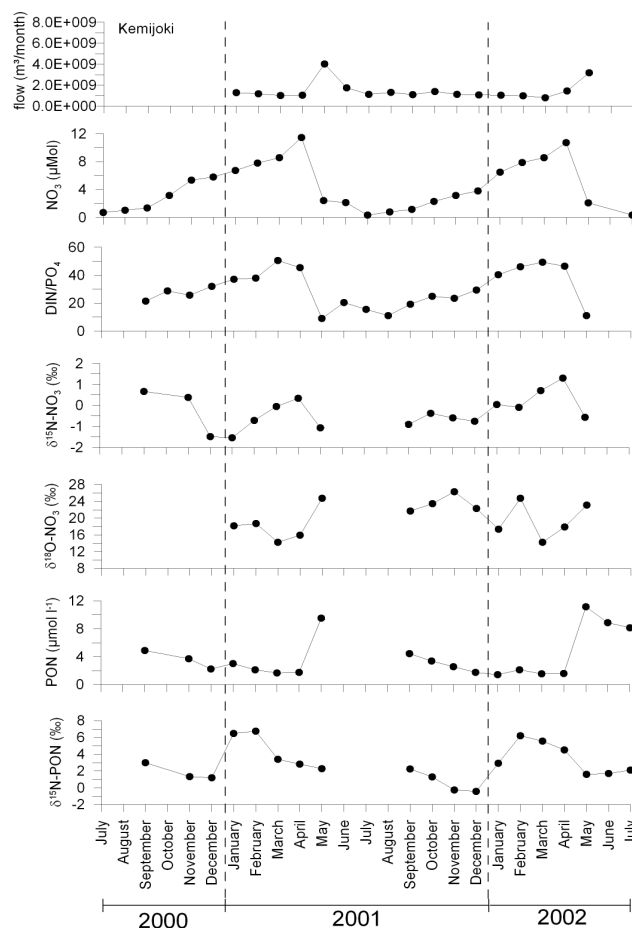 Kemijoki
flow (m³/month)
8.0E+009
6.0E+009
4.0E+009
2.0E+009
0.0E+000
NO₃ (µMol)
12
8
4
0
DIN/PO₄
60
40
20
0
δ¹⁵N-NO₃ (‰)
2
1
0
-1
-2
δ¹⁸O-NO₃ (‰)
28
24
20
16
12
8
PON (µmol l⁻¹)
12
8
4
0
δ¹⁵N-PON (‰)
8
6
4
2
0
-2
July
August
September
October
November
December
January
February
March
April
May
June
July
August
September
October
November
December
January
February
March
April
May
June
July
2000 2001 2002